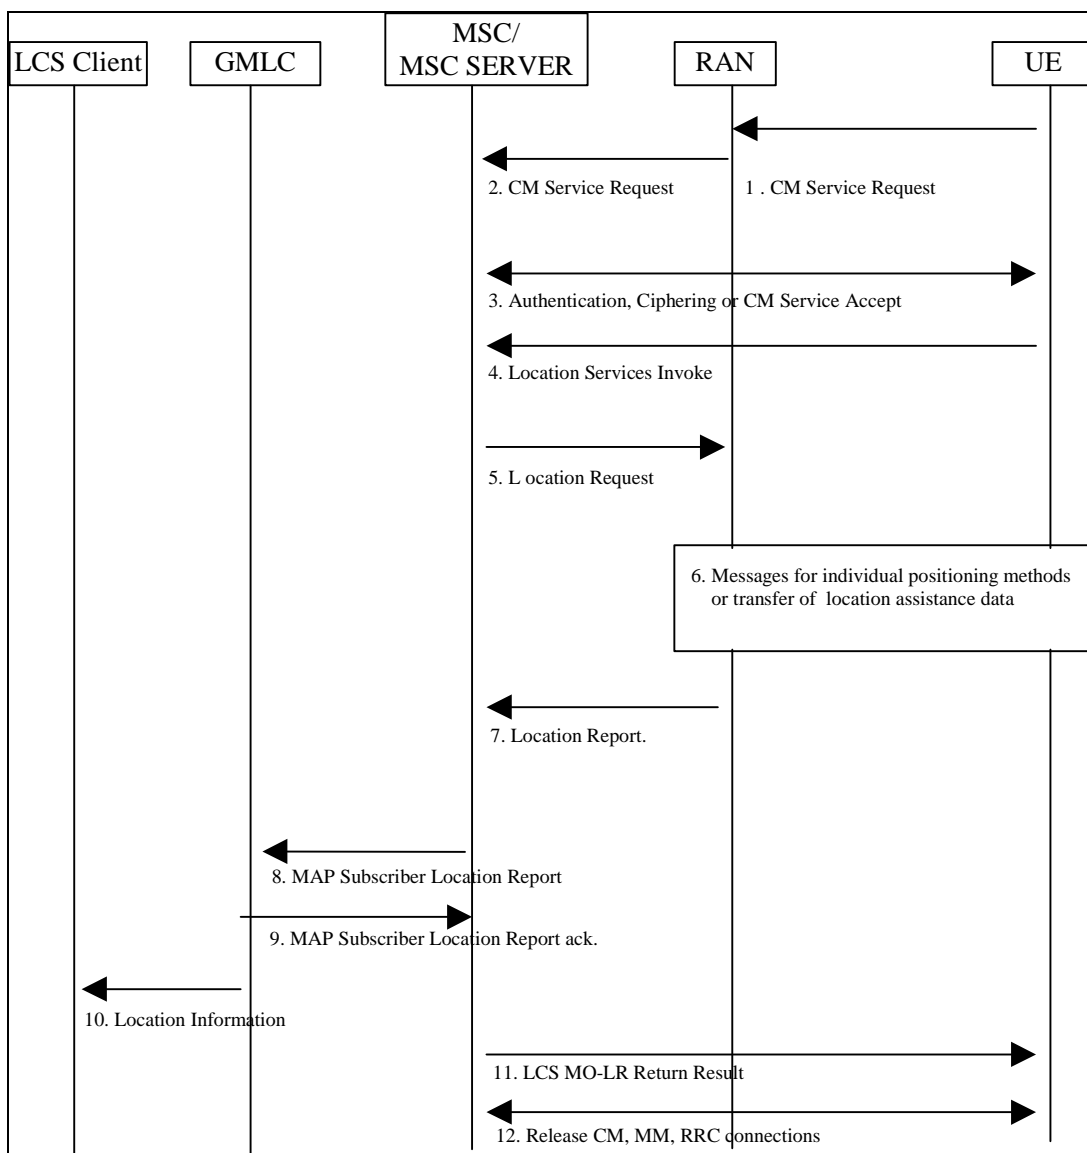 LCS Client
GMLC
MSC/
MSC SERVER
RAN
UE
2. CM Service Request
1 . CM Service Request
3. Authentication, Ciphering or CM Service Accept
4. Location Services Invoke
5. L ocation Request
6. Messages for individual positioning methods
or transfer of location assistance data
7. Location Report.
8. MAP Subscriber Location Report
9. MAP Subscriber Location Report ack.
10. Location Information
11. LCS MO-LR Return Result
12. Release CM, MM, RRC connections